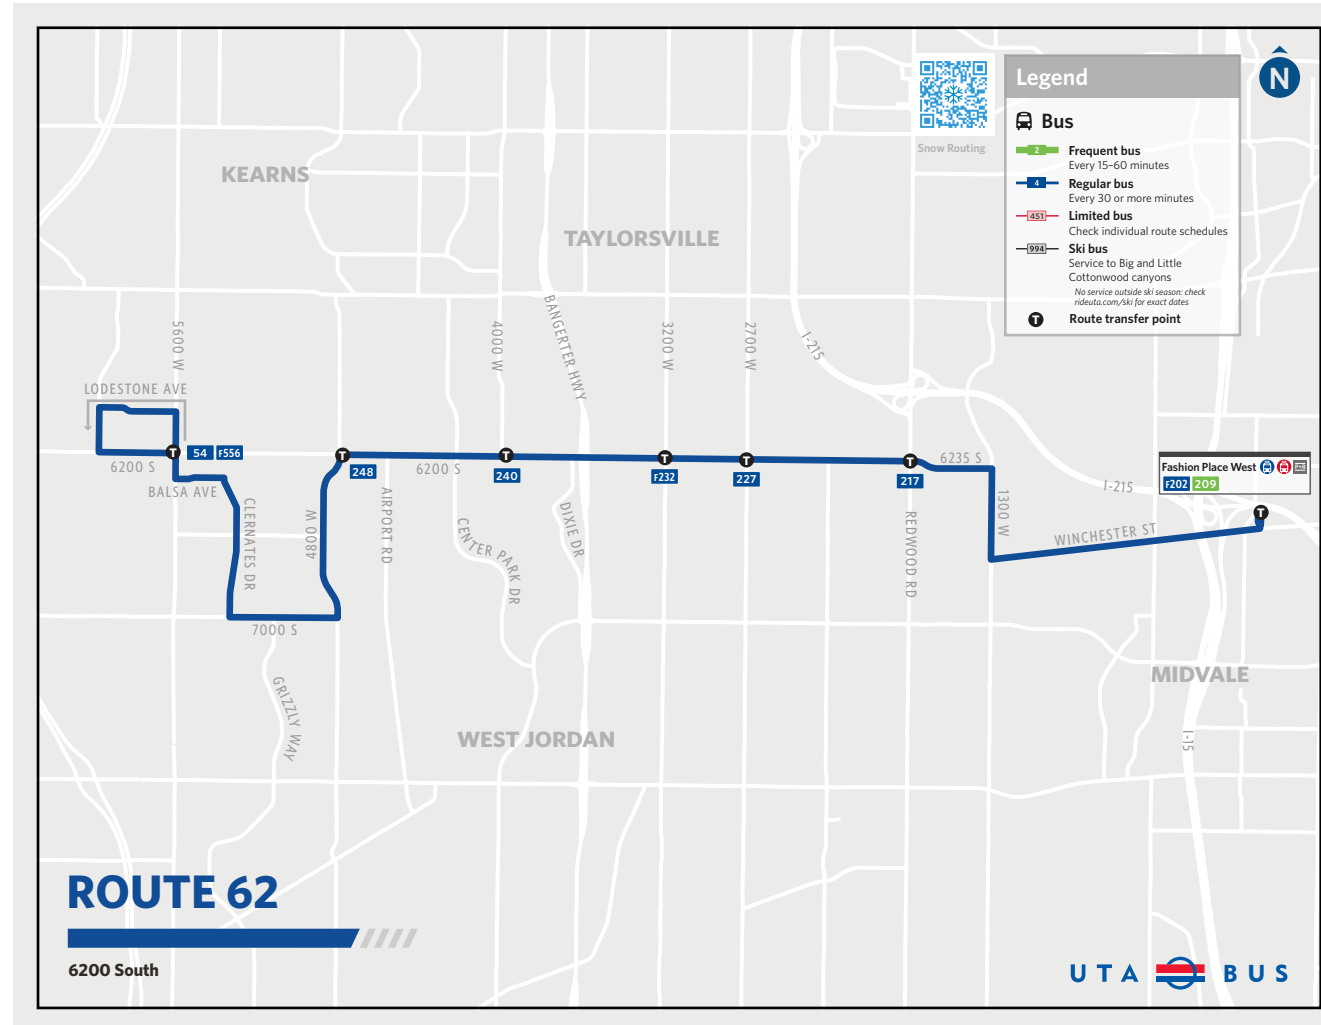 N
Legend
Bus
2
Frequent bus
Every 15–60 minutes
4
Regular bus
Every 30 or more minutes
451
Limited bus
Check individual route schedules
994
Ski bus
Service to Big and Little
Cottonwood canyons
No service outside ski season: check
rideuta.com/ski for exact dates
T
Route transfer point
Snow Routing
KEARNS
TAYLORSVILLE
5600 W
4000 W
BANGERTER HWY
3200 W
2700 W
I-215
LODESTONE AVE
T
54
F556
6200 S
BALSA AVE
T
248
6200 S
T
240
T
F232
T
227
T
217
6235 S
Fashion Place West
F202
209
T
I-215
1300 W
WINCHESTER ST
CLERNATES DR
4800 W
AIRPORT RD
CENTER PARK DR
DIXIE DR
REDWOOD RD
7000 S
GRIZZLY WAY
MIDVALE
WEST JORDAN
I-15
ROUTE 62
6200 South
UTA BUS